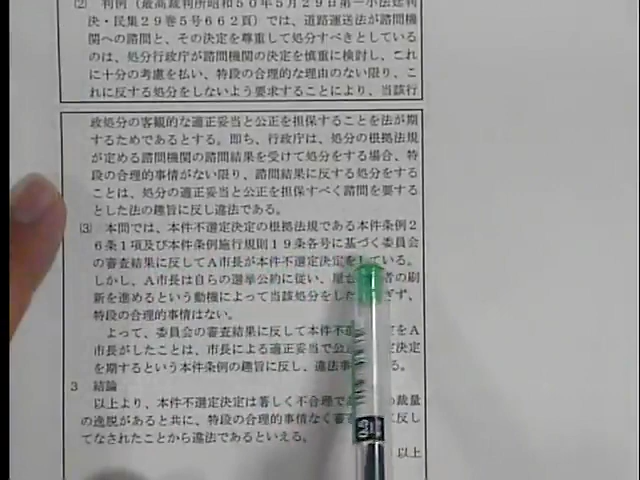 ⑵ 判例（最高裁判所昭和５０年５月２９日第一小法廷判
決・民集２９巻５号６６２頁）では、道路運送法が諮問機
関への諮問と、その決定を尊重して処分すべきとしている
のは、処分行政庁が諮問機関の決定を慎重に検討し、これ
に十分の考慮を払い、特段の合理的な理由のない限り、こ
れに反する処分をしないよう要求することにより、当該行
政処分の客観的な適正妥当と公正を担保することを法が期
するためであるとする。即ち、行政庁は、処分の根拠法規
が定める諮問機関の諮問結果を受けて処分をする場合、特
段の合理的事情がない限り、諮問結果に反する処分をする
ことは、処分の適正妥当と公正を担保すべく諮問を要する
とした法の趣旨に反し違法である。
⑶ 本問では、本件不選定決定の根拠法規である本件条例２
６条１項及び本件条例施行規則１９条各号に基づく委員会
の審査結果に反してＡ市長が本件不選定決定をしている。
しかし、Ａ市長は自らの選挙公約に従い、屋 者の刷
新を進めるという動機によって当該処分をした ぎず、
特段の合理的事情はない。
よって、委員会の審査結果に反して本件不 をＡ
市長がしたことは、市長による適正妥当で公 決定
を期するという本件条例の趣旨に反し、違法事 る。
３ 結論
以上より、本件不選定決定は著しく不合理で 裁量
の逸脱があると共に、特段の合理的事情なく審 反し
てなされたことから違法であるといえる。
以上
0.5